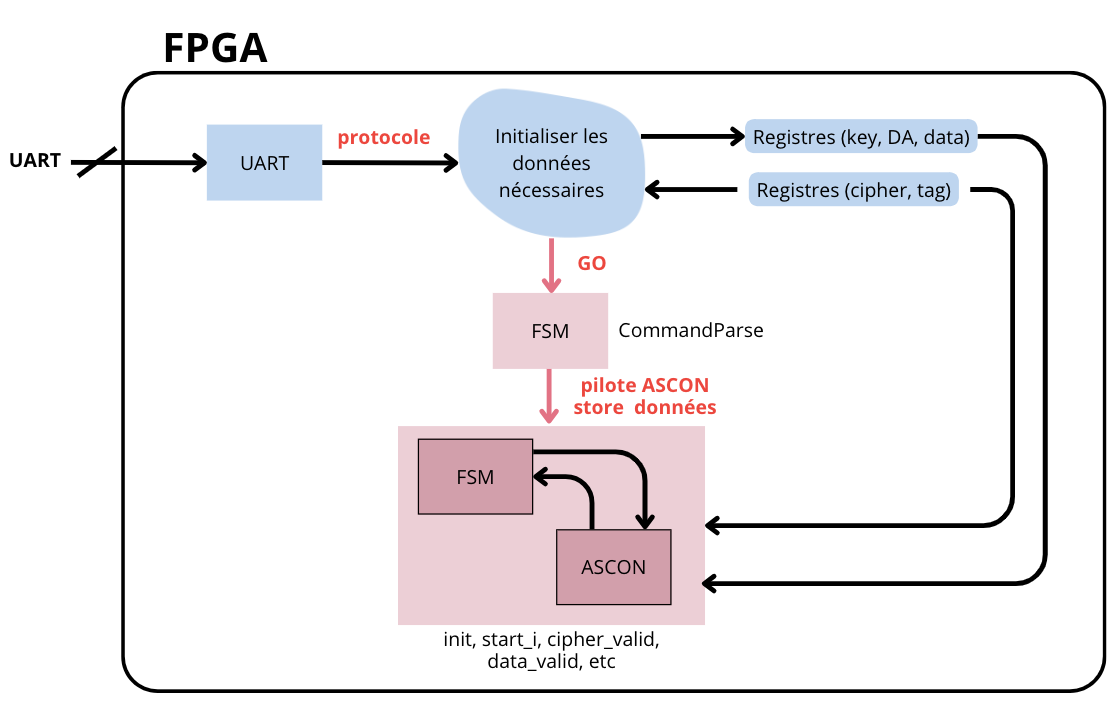 FPGA
UART
UART
protocole
Initialiser les
données
nécessaires
Registres (key, DA, data)
Registres (cipher, tag)
GO
FSM
CommandParse
pilote ASCON
store  données
FSM
ASCON
init, start_i, cipher_valid,
data_valid, etc